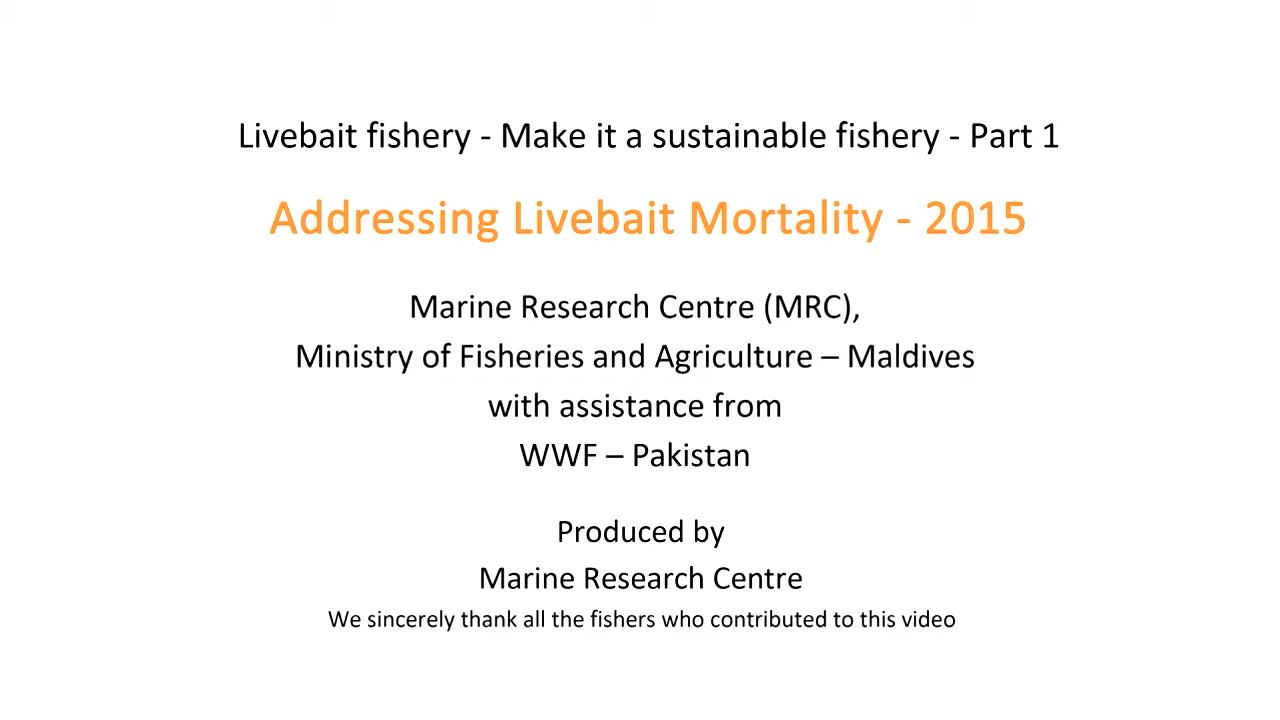 Livebait fishery - Make it a sustainable fishery - Part 1
Addressing Livebait Mortality - 2015
Marine Research Centre (MRC),
Ministry of Fisheries and Agriculture – Maldives
with assistance from
WWF – Pakistan
Produced by
Marine Research Centre
We sincerely thank all the fishers who contributed to this video